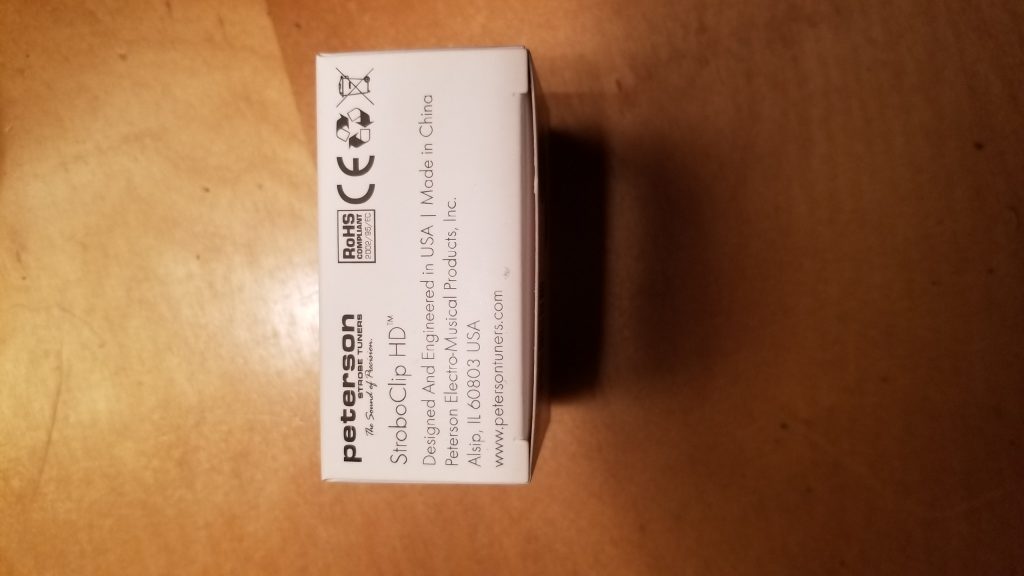 peterson
STROBE TUNERS
The Sound of Precision.
RoHS
COMPLIANT
2002/95/EC
CE
StroboClip HD™
Designed And Engineered in USA | Made in China
Peterson Electro-Musical Products, Inc.
Alsip, IL 60803 USA
www.petersontuners.com